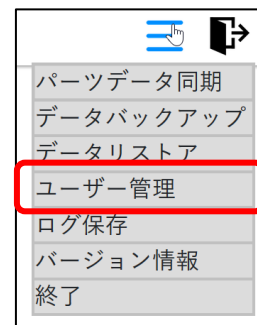 パーツデータ同期
データバックアップ
データリストア
ユーザー管理
ログ保存
バージョン情報
終了